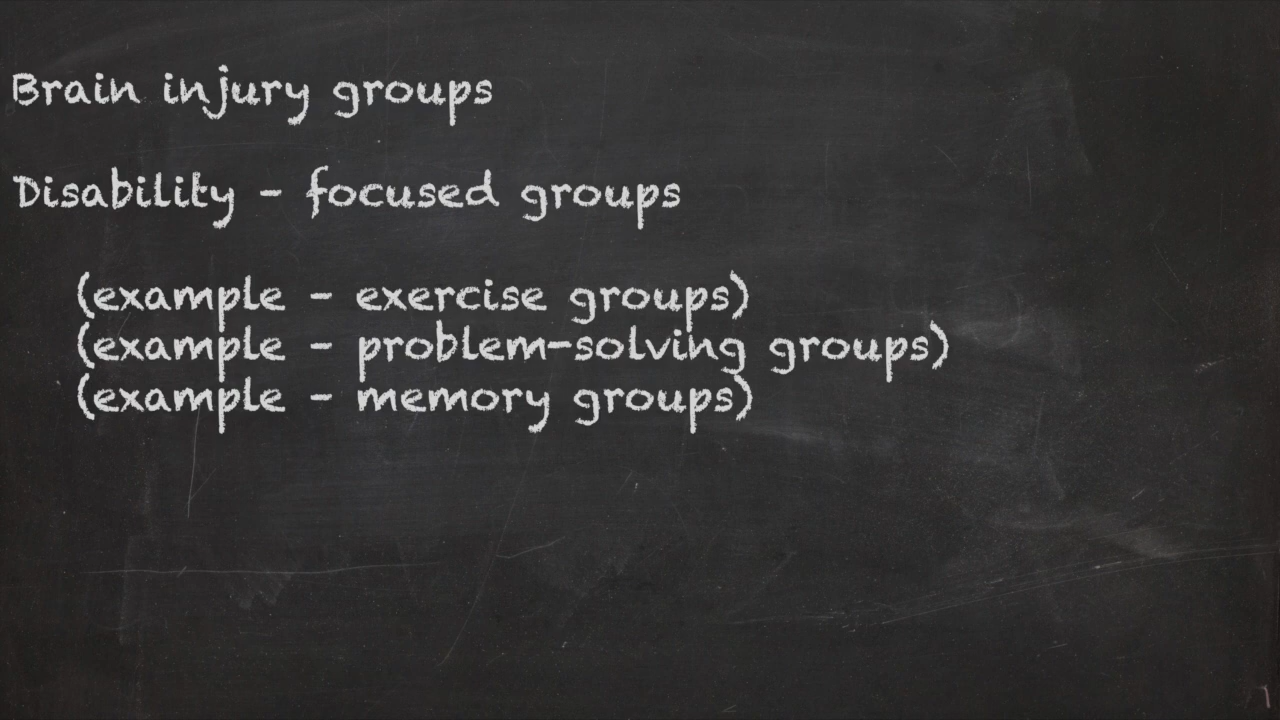 Brain injury groups
Disability - focused groups
(example - exercise groups)
(example - problem-solving groups)
(example - memory groups)